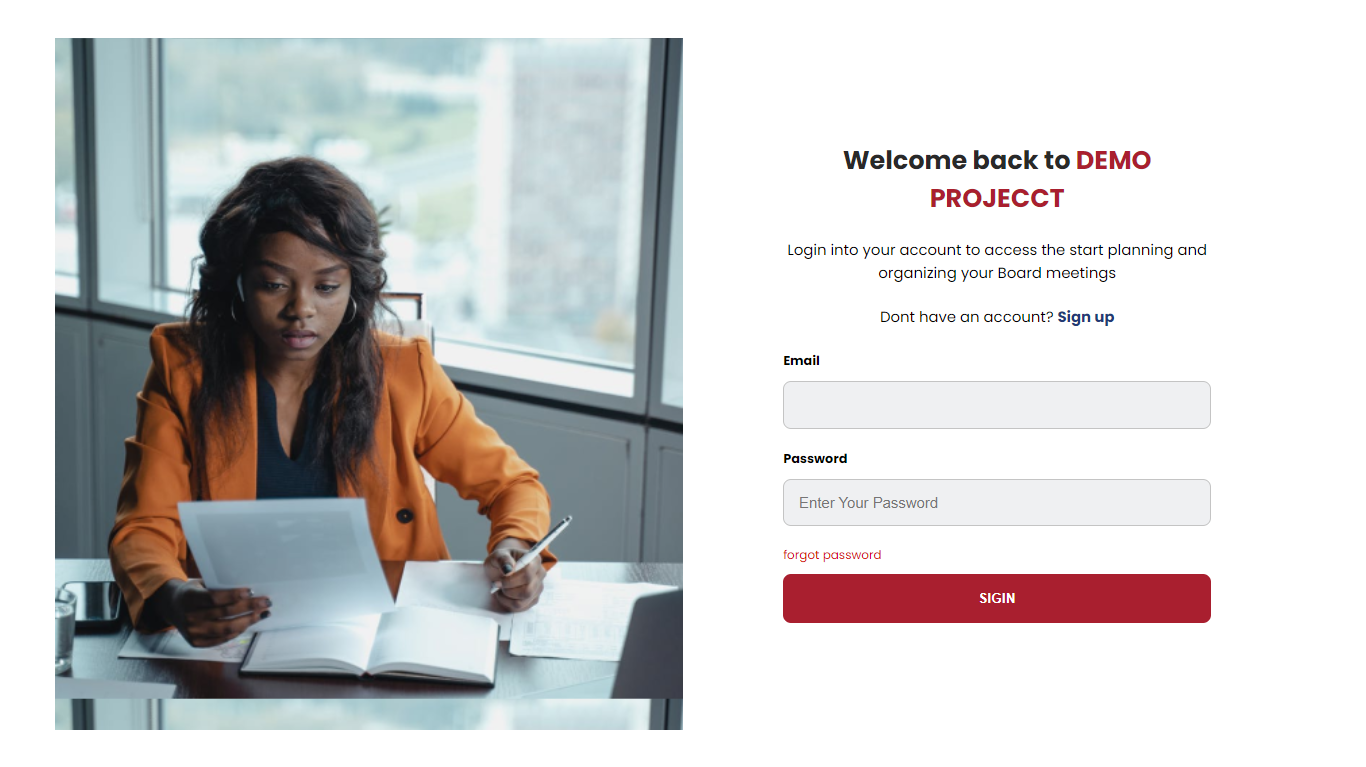 Welcome back to DEMO
PROJECCT
Login into your account to access the start planning and
organizing your Board meetings
Dont have an account? Sign up
Email
Password
Enter Your Password
forgot password
SIGIN